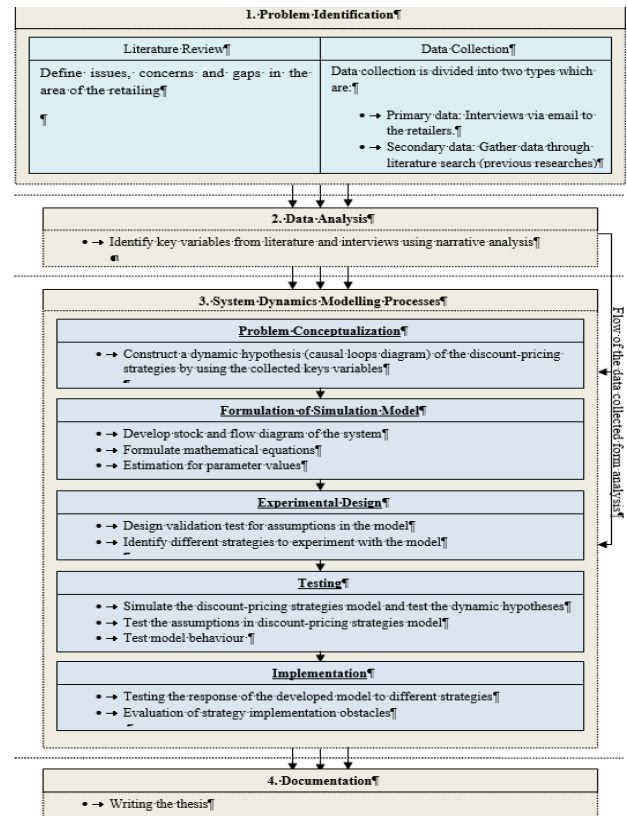 1. Problem Identification¶
Literature Review¶
Define issues, concerns and gaps in the
area of the retailing¶
¶
Data Collection¶
Data collection is divided into two types which
are:¶
• → Primary data: Interviews via email to
the retailers.¶
• → Secondary data: Gather data through
literature search (previous researches)¶
2. Data Analysis¶
• → Identify key variables from literature and interviews using narrative analysis¶
¶
3. System Dynamics Modelling Processes¶
Problem Conceptualization¶
• → Construct a dynamic hypothesis (causal loops diagram) of the discount-pricing
strategies by using the collected keys variables¶
Formulation of Simulation Model¶
• → Develop stock and flow diagram of the system¶
• → Formulate mathematical equations¶
• → Estimation for parameter values¶
Experimental Design¶
• → Design validation test for assumptions in the model¶
• → Identify different strategies to experiment with the model¶
Testing¶
• → Simulate the discount-pricing strategies model and test the dynamic hypotheses¶
• → Test the assumptions in discount-pricing strategies model¶
• → Test model behaviour ¶
Implementation¶
• → Testing the response of the developed model to different strategies¶
• → Evaluation of strategy implementation obstacles¶
Flow of the data collected form analysis¶
4. Documentation¶
• → Writing the thesis¶